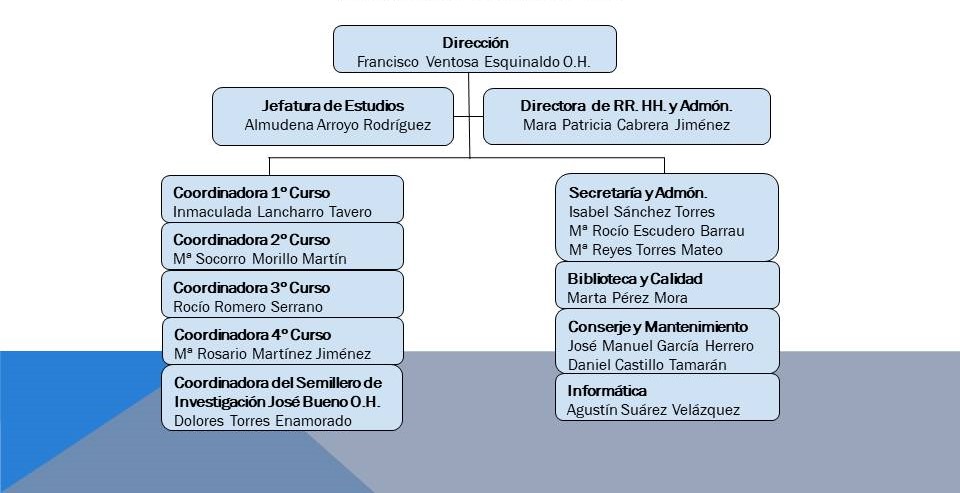 Dirección
Francisco Ventosa Esquinaldo O.H.
Jefatura de Estudios
Almudena Arroyo Rodríguez
Directora de RR. HH. y Admón.
Mara Patricia Cabrera Jiménez
Coordinadora 1º Curso
Inmaculada Lancharro Tavero
Coordinadora 2º Curso
Mª Socorro Morillo Martín
Coordinadora 3º Curso
Rocío Romero Serrano
Coordinadora 4º Curso
Mª Rosario Martínez Jiménez
Coordinadora del Semillero de
Investigación José Bueno O.H.
Dolores Torres Enamorado
Secretaría y Admón.
Isabel Sánchez Torres
Mª Rocío Escudero Barrau
Mª Reyes Torres Mateo
Biblioteca y Calidad
Marta Pérez Mora
Conserje y Mantenimiento
José Manuel García Herrero
Daniel Castillo Tamarán
Informática
Agustín Suárez Velázquez